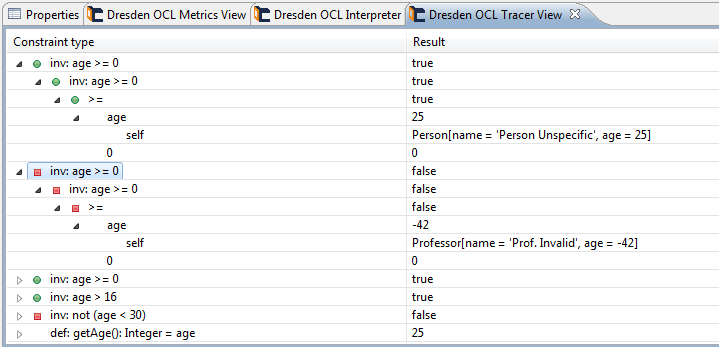 Properties Dresden OCL Metrics View Dresden OCL Interpreter Dresden OCL Tracer View
Constraint type Result
inv: age >= 0 true
inv: age >= 0 true
>= true
age 25
self Person[name = 'Person Unspecific', age = 25]
0 0
inv: age >= 0 false
inv: age >= 0 false
>= false
age -42
self Professor[name = 'Prof. Invalid', age = -42]
0 0
inv: age >= 0 true
inv: age > 16 true
inv: not (age < 30) false
def: getAge(): Integer = age 25